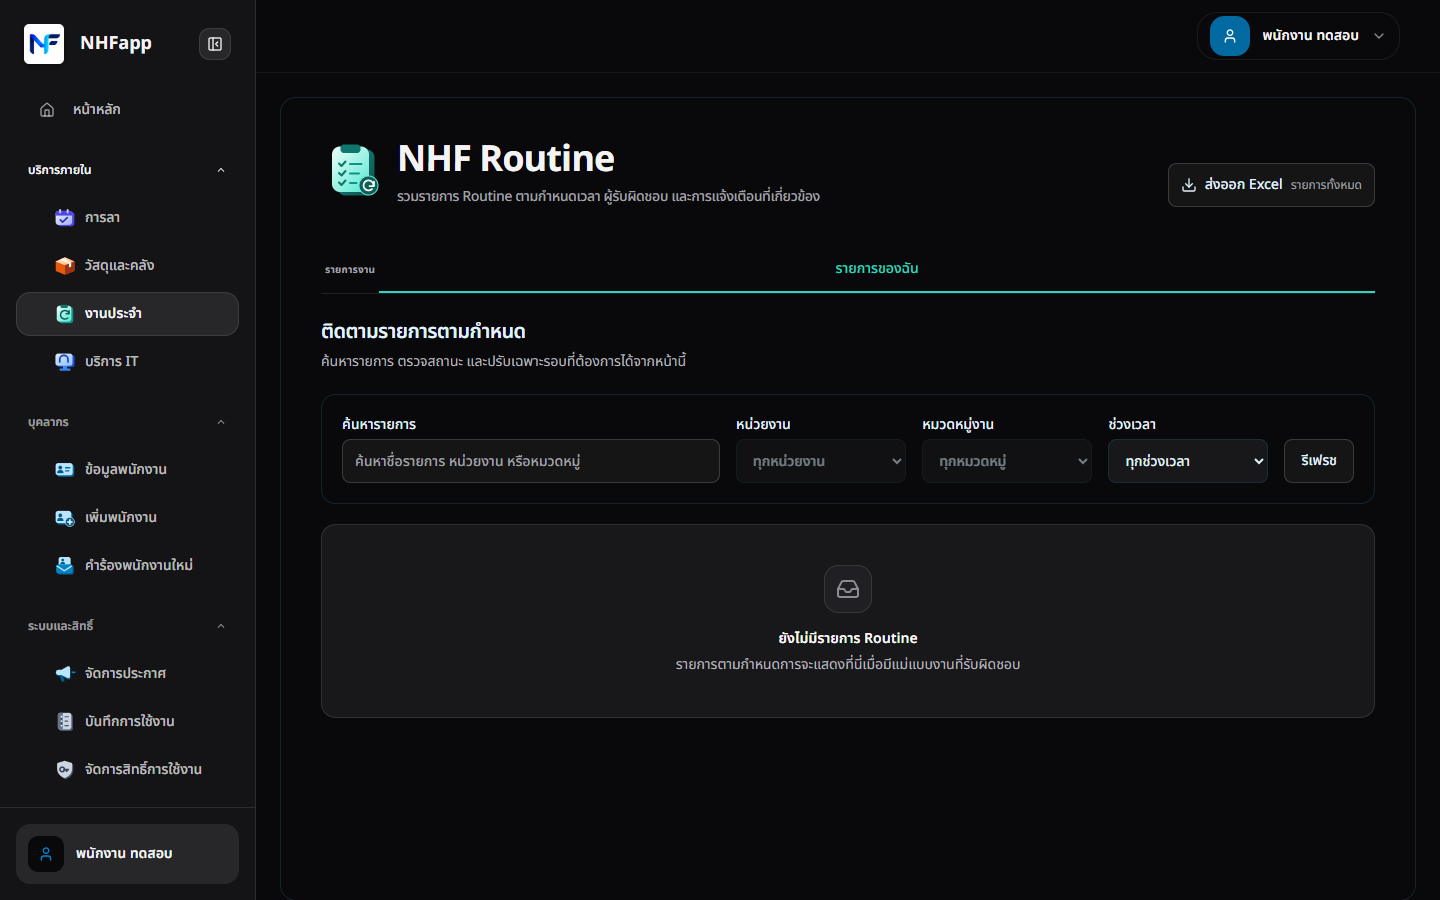 NHFapp
หน้าหลัก
บริการภายใน
การลา
วัสดุและคลัง
งานประจำ
บริการ IT
บุคลากร
ข้อมูลพนักงาน
เพิ่มพนักงาน
คำร้องพนักงานใหม่
ระบบและสิทธิ์
จัดการประกาศ
บันทึกการใช้งาน
จัดการสิทธิ์การใช้งาน
พนักงาน ทดสอบ
พนักงาน ทดสอบ
NHF Routine
รวมรายการ Routine ตามกำหนดเวลา ผู้รับผิดชอบ และการแจ้งเตือนที่เกี่ยวข้อง
ส่งออก Excel รายการทั้งหมด
รายการงาน รายการของฉัน
ติดตามรายการตามกำหนด
ค้นหารายการ ตรวจสถานะ และปรับเฉพาะรอบที่ต้องการได้จากหน้านี้
ค้นหารายการ หน่วยงาน หมวดหมู่งาน ช่วงเวลา
ค้นหาชื่อรายการ หน่วยงาน หรือหมวดหมู่ ทุกหน่วยงาน ทุกหมวดหมู่ ทุกช่วงเวลา รีเฟรช
ยังไม่มีรายการ Routine
รายการตามกำหนดการจะแสดงที่นี่เมื่อมีแม่แบบงานที่รับผิดชอบ